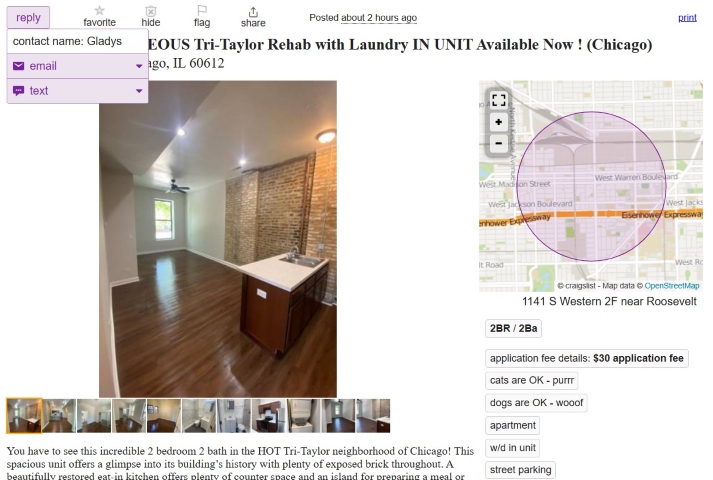 reply
favorite
hide
flag
share
Posted about 2 hours ago
print
contact name: Gladys
email
text
EOUS Tri-Taylor Rehab with Laundry IN UNIT Available Now ! (Chicago)
ago, IL 60612
+
−
West Warren Boulevard
West Madison Street
West Jackson Boulevard
West Jacks
enhower Expressway
Eisenhower Expressway
lt Road
West Ro
© craigslist - Map data © OpenStreetMap
1141 S Western 2F near Roosevelt
2BR / 2Ba
application fee details: $30 application fee
cats are OK - purrr
dogs are OK - wooof
apartment
w/d in unit
street parking
You have to see this incredible 2 bedroom 2 bath in the HOT Tri-Taylor neighborhood of Chicago! This
spacious unit offers a glimpse into its building's history with plenty of exposed brick throughout. A
beautifully restored eat-in kitchen offers plenty of counter space and an island for preparing a meal or